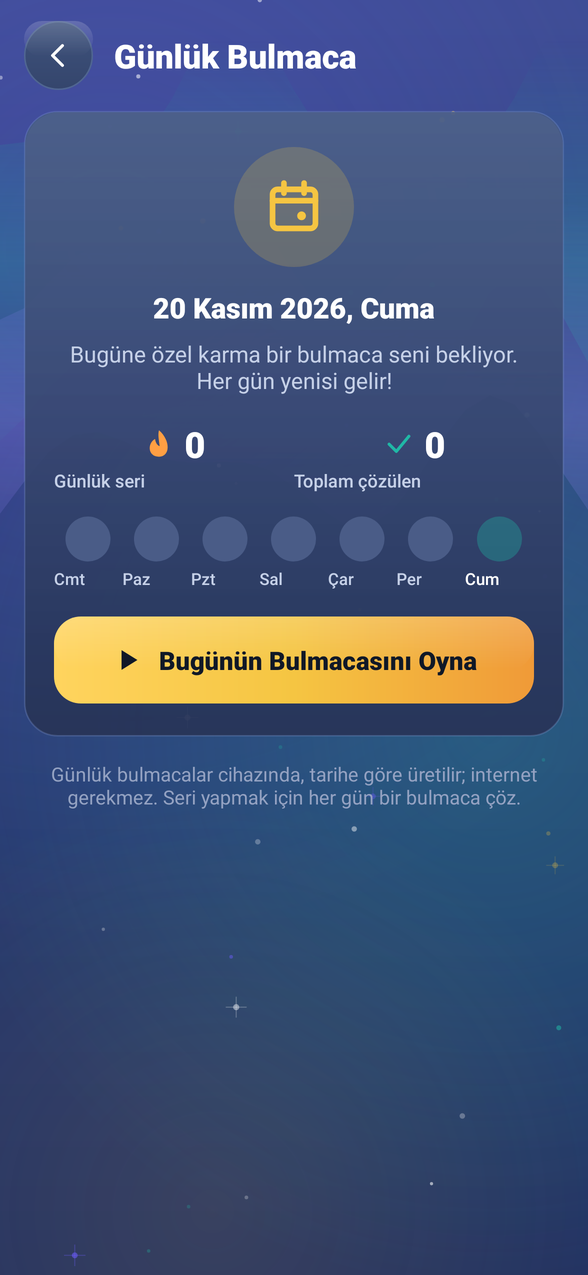 Günlük Bulmaca
20 Kasım 2026, Cuma
Bugüne özel karma bir bulmaca seni bekliyor.
Her gün yenisi gelir!
0 0
Günlük seri Toplam çözülen
Cmt Paz Pzt Sal Çar Per Cum
Bugünün Bulmacasını Oyna
Günlük bulmacalar cihazında, tarihe göre üretilir; internet
gerekmez. Seri yapmak için her gün bir bulmaca çöz.